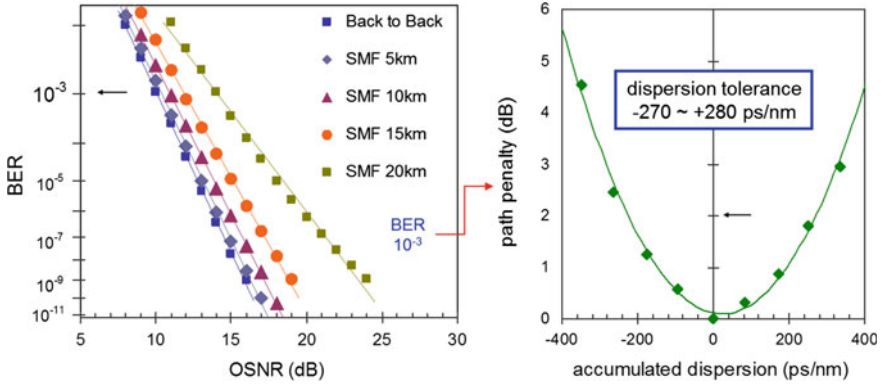 BER
10-3
10-5
10-7
10-9
10-11
5
10
15
20
25
30
OSNR (dB)
Back to Back
SMF 5km
SMF 10km
SMF 15km
SMF 20km
BER
10-3
path penalty (dB)
6
5
4
3
2
1
0
-400
-200
0
200
400
accumulated dispersion (ps/nm)
dispersion tolerance
-270 ~ +280 ps/nm